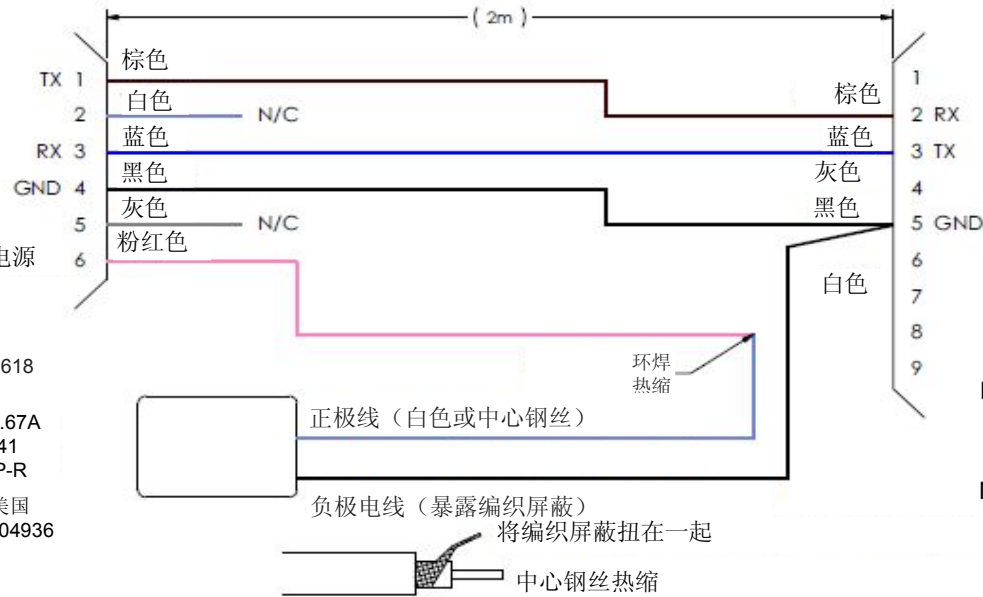 ( 2m )
棕色
TX 1
1
白色
棕色
2
N/C
2 RX
蓝色
蓝色
RX 3
3 TX
黑色
灰色
GND 4
4
灰色
黑色
5
N/C
5 GND
粉红色
电源 6
6
白色
7
8
环焊
热缩
9
618
.67A
41
P-R
美国
04936
正极线（白色或中心钢丝）
负极电线（暴露编织屏蔽）
将编织屏蔽扭在一起
中心钢丝热缩